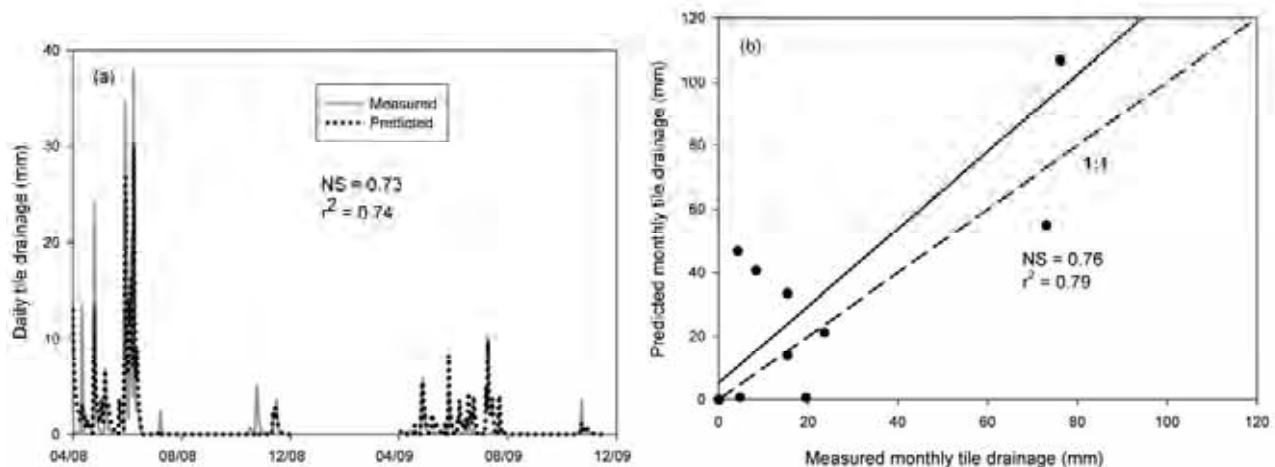 (a)
40
30
20
10
0
Daily tile drainage (mm)
Measured
Predicted
NS = 0.73
r² = 0.74
04/08 08/08 12/08 04/09 08/09 12/09
(b)
120
100
80
60
40
20
0
Predicted monthly tile drainage (mm)
1:1
NS = 0.76
r² = 0.79
0 20 40 60 80 100 120
Measured monthly tile drainage (mm)